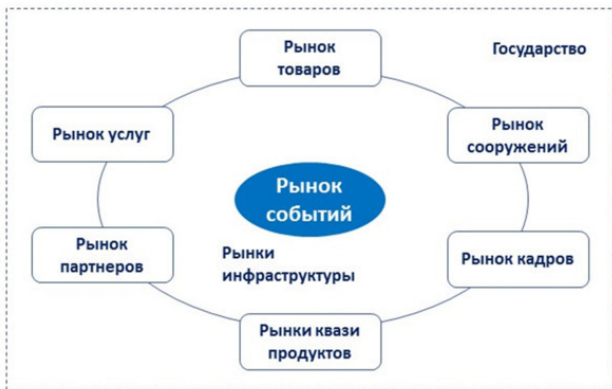 Рынок
товаров
Государство
Рынок услуг
Рынок
сооружений
Рынок
событий
Рынок
партнеров
Рынки
инфраструктуры
Рынок кадров
Рынки квази
продуктов